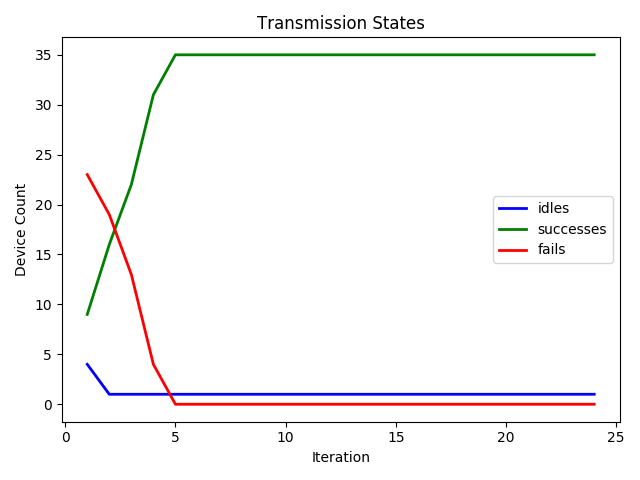 Transmission States
Device Count
35
30
25
20
15
10
5
0
idles
successes
fails
0 5 10 15 20 25
Iteration